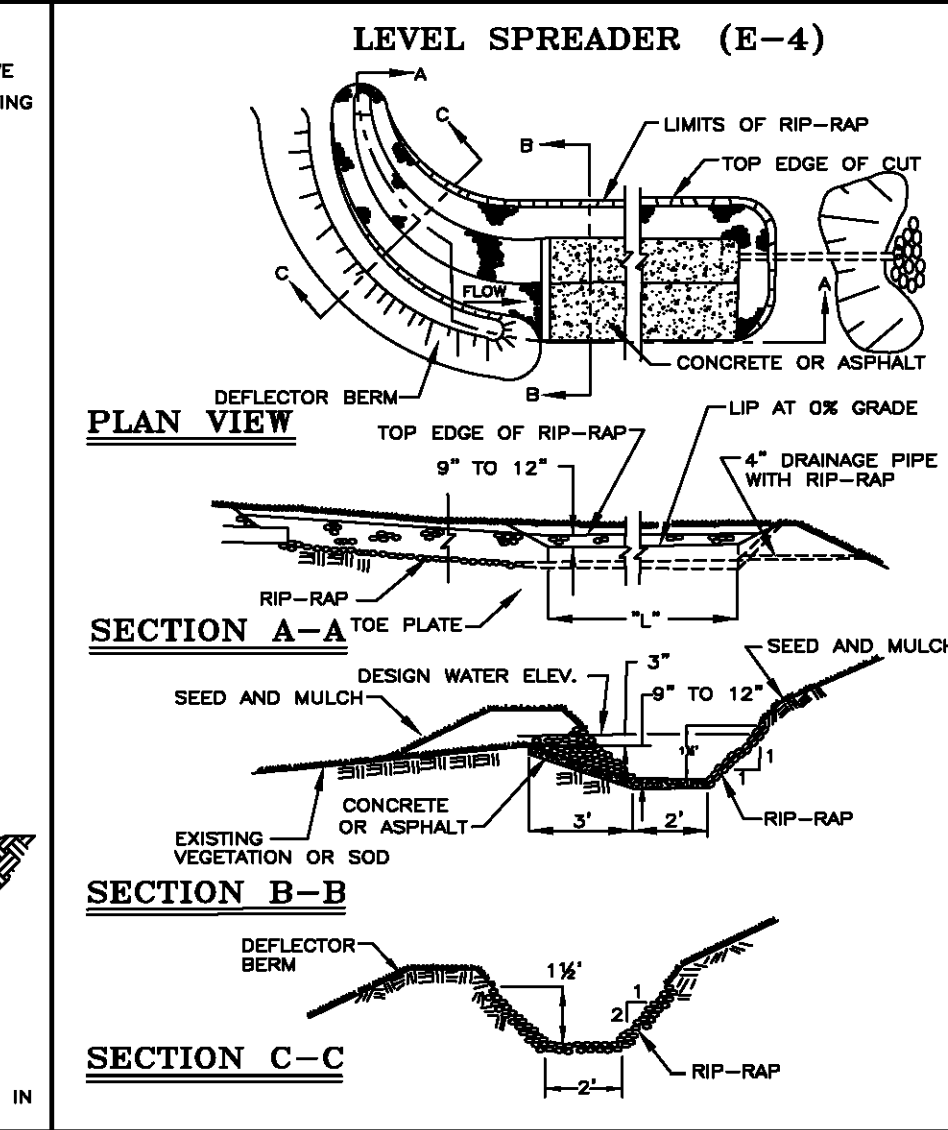 VE
ING
IN
LEVEL SPREADER (E-4)
A
C
B
LIMITS OF RIP-RAP
TOP EDGE OF CUT
C
FLOW
A
CONCRETE OR ASPHALT
DEFLECTOR BERM
B
PLAN VIEW
LIP AT 0% GRADE
TOP EDGE OF RIP-RAP
9" TO 12"
4" DRAINAGE PIPE
WITH RIP-RAP
RIP-RAP
"L"
SECTION A-A
TOE PLATE
SEED AND MULCH
DESIGN WATER ELEV.
3"
SEED AND MULCH
9" TO 12"
1
1
CONCRETE
OR ASPHALT
3'
2'
RIP-RAP
EXISTING
VEGETATION OR SOD
SECTION B-B
DEFLECTOR
BERM
1½'
1
2
SECTION C-C
RIP-RAP
2'